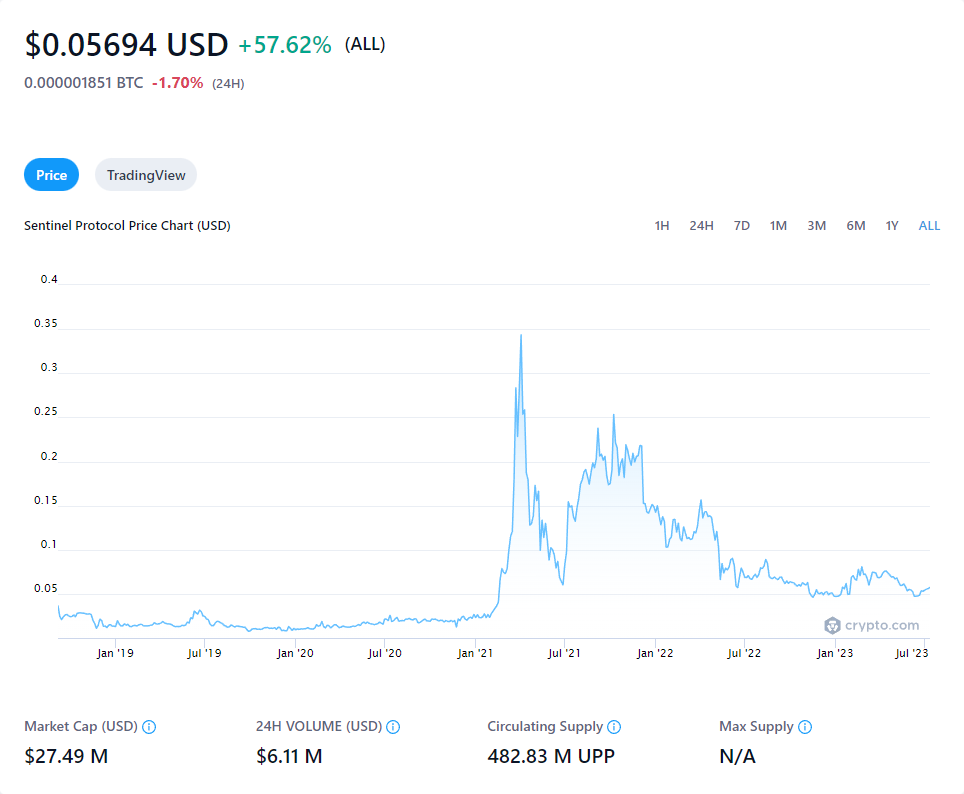 $0.05694 USD +57.62% (ALL)
0.000001851 BTC -1.70% (24H)
Price TradingView
Sentinel Protocol Price Chart (USD) 1H 24H 7D 1M 3M 6M 1Y ALL
0.4
0.35
0.3
0.25
0.2
0.15
0.1
0.05
crypto.com
Jan '19 Jul '19 Jan '20 Jul '20 Jan '21 Jul '21 Jan '22 Jul '22 Jan '23 Jul '23
Market Cap (USD) 24H VOLUME (USD) Circulating Supply Max Supply
$27.49 M $6.11 M 482.83 M UPP N/A